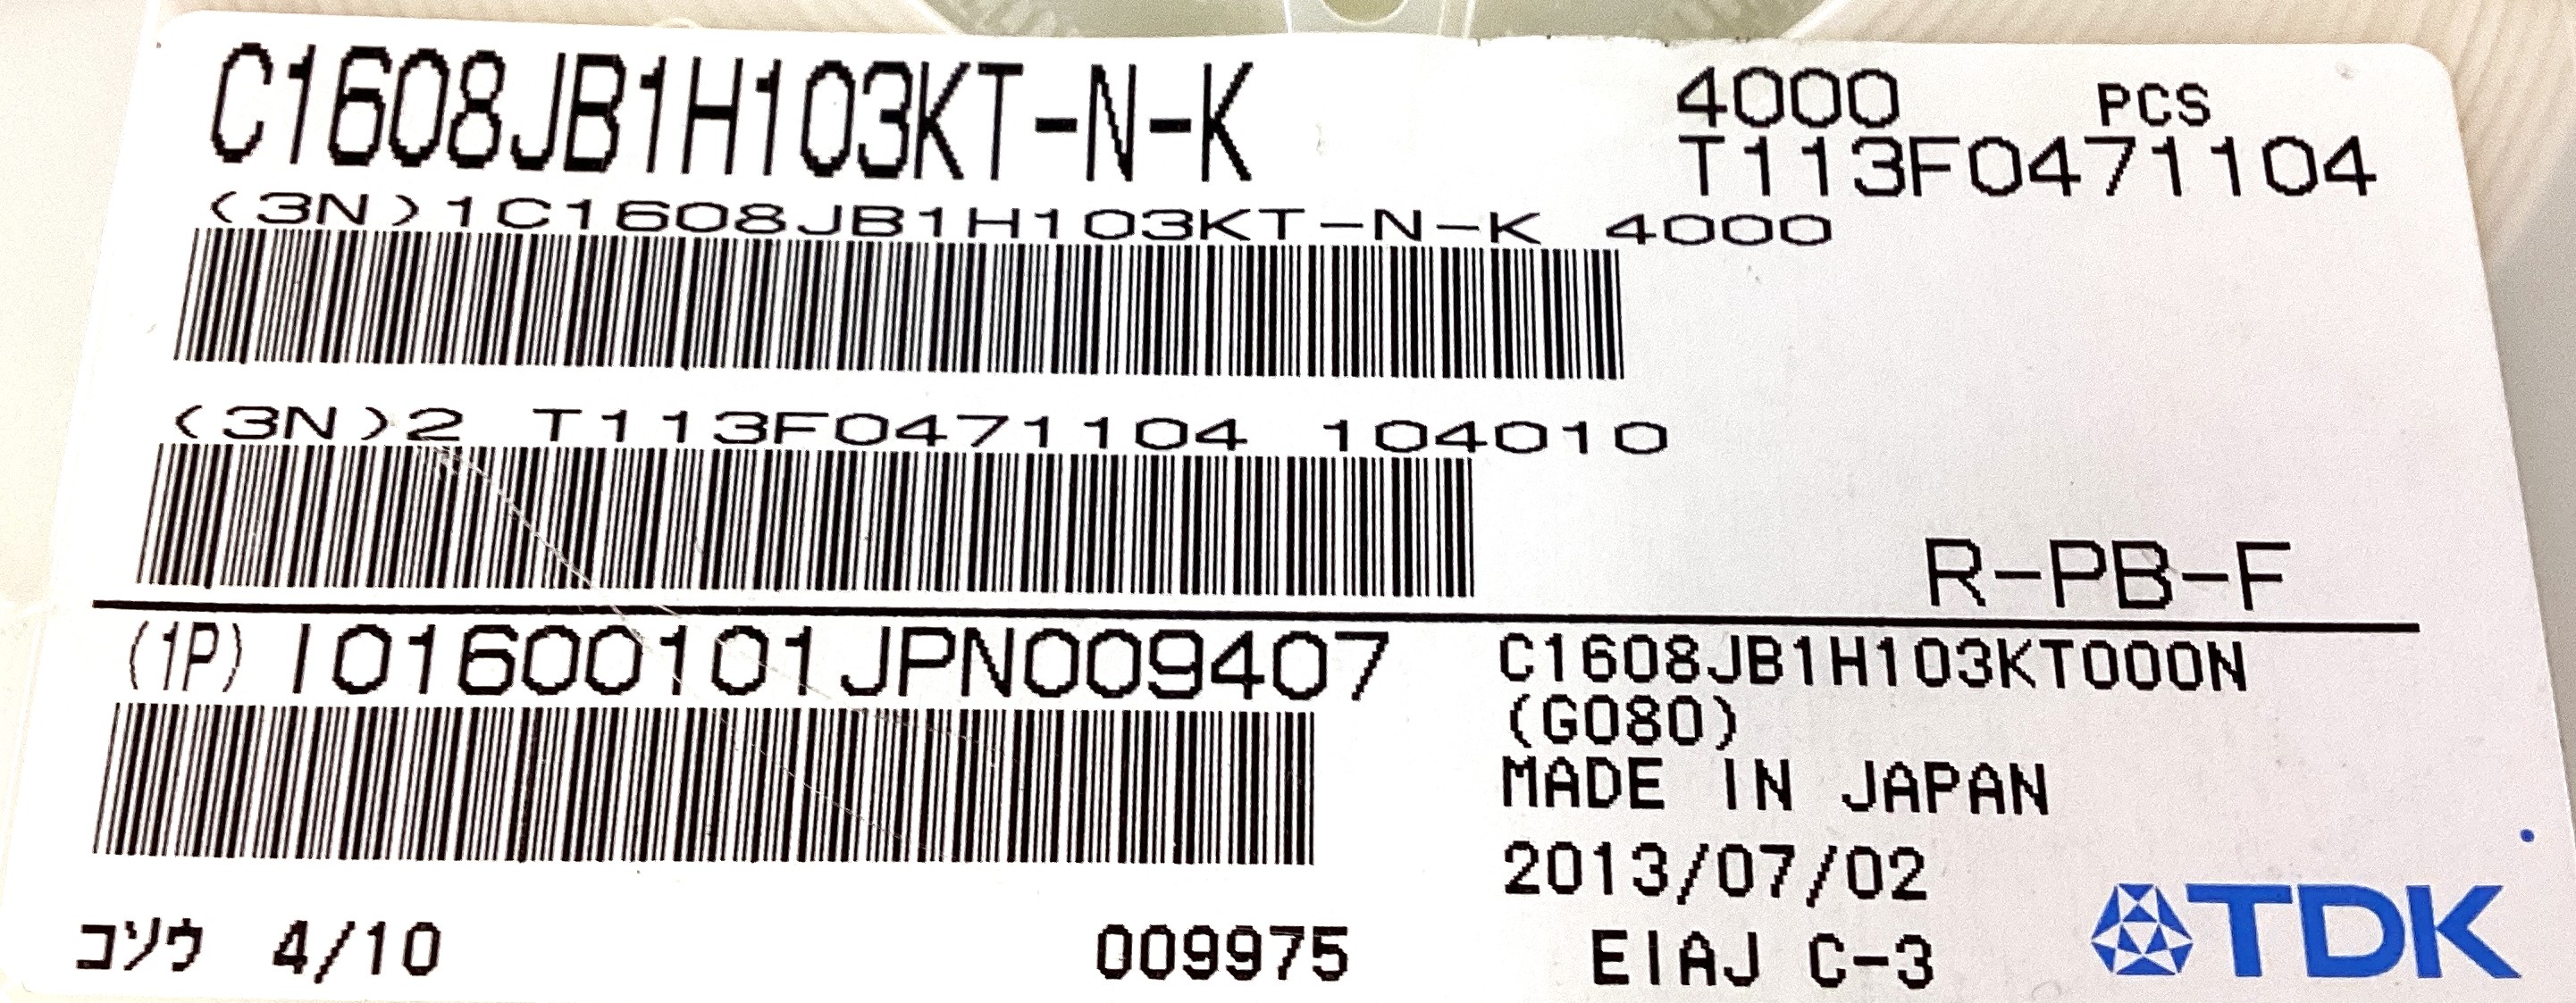 C1608JB1H103KT-N-K
4000 PCS
T113F0471104
(3N)1C1608JB1H103KT-N-K 4000
(3N)2 T113F0471104 104010
R-PB-F
(1P) I01600101JPN009407
C1608JB1H103KT000N
(G080)
MADE IN JAPAN
2013/07/02
コソウ 4/10
009975
EIAJ C-3
TDK